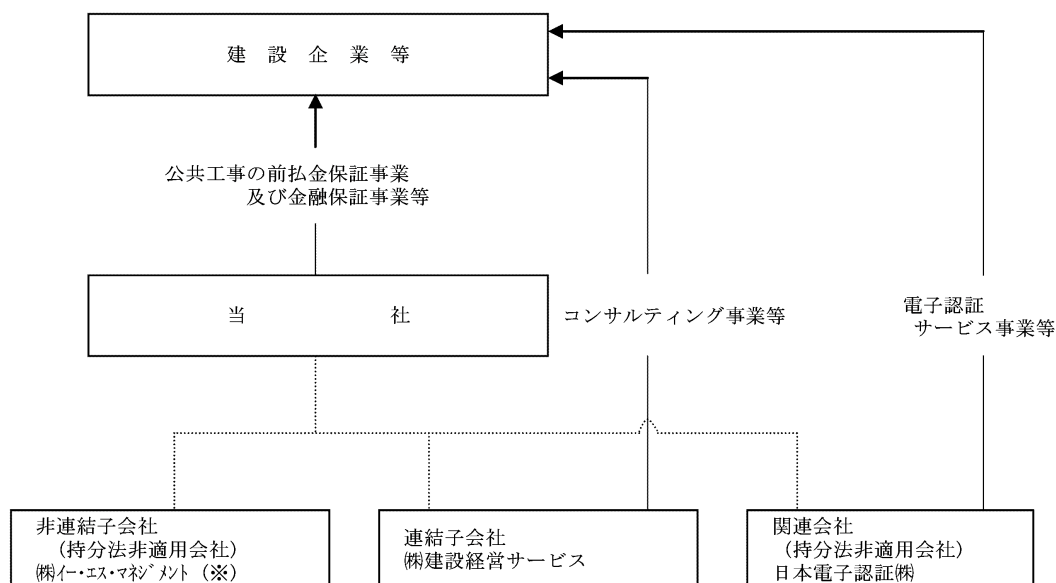 建設企業等
公共工事の前払金保証事業
及び金融保証事業等
当社
コンサルティング事業等
電子認証
サービス事業等
非連結子会社
（持分法非適用会社）
㈱イー・エス・マネジメント（※）
連結子会社
㈱建設経営サービス
関連会社
（持分法非適用会社）
日本電子認証㈱